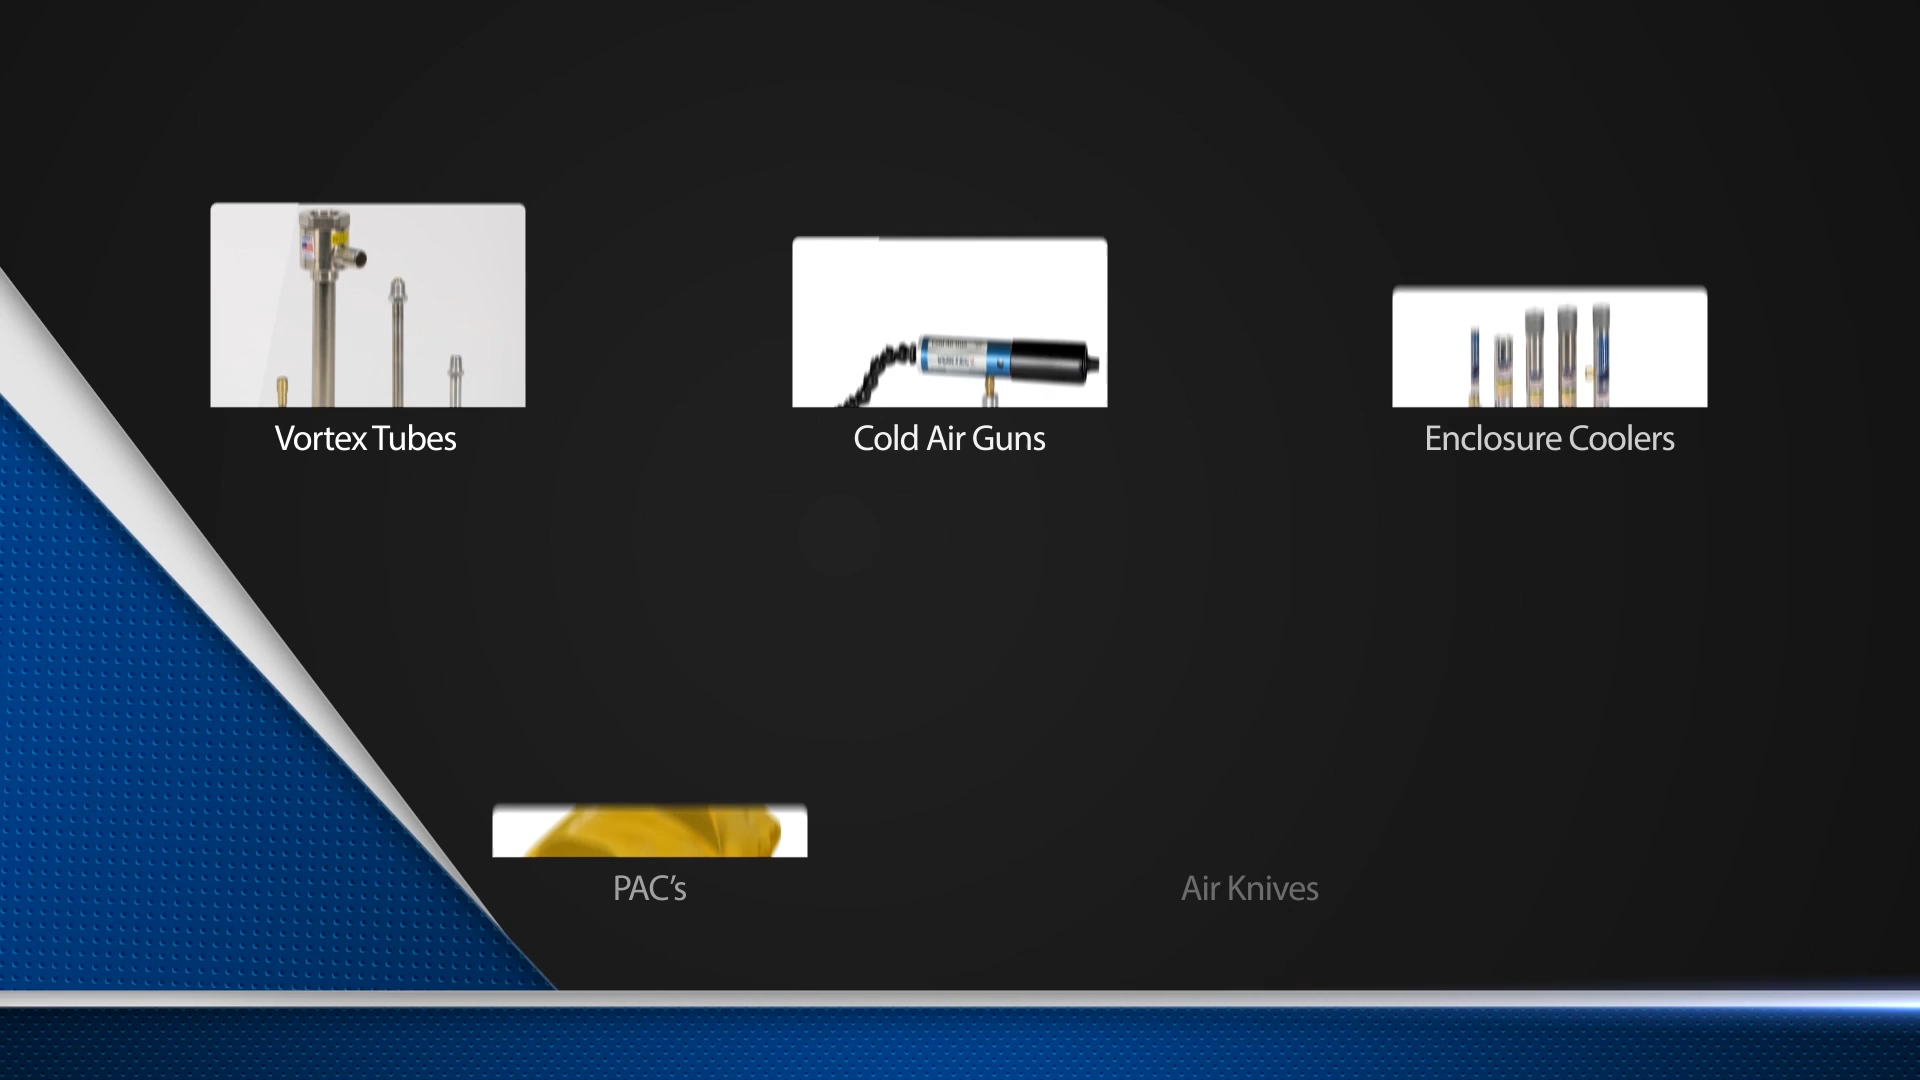 Vortex Tubes
Cold Air Guns
Enclosure Coolers
PAC’s
Air Knives